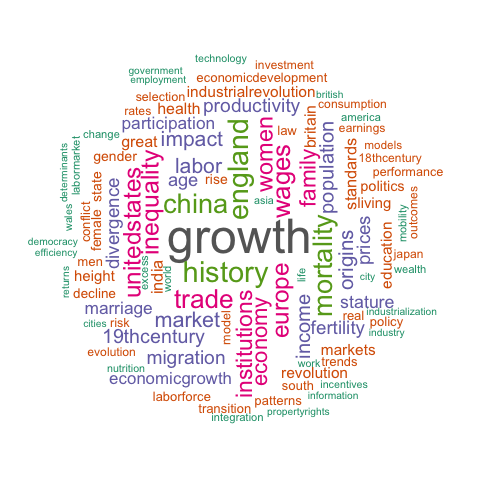 technology
government
investment
employment
economicdevelopment
industrialrevolution
british
selection
rates
health
productivity
consumption
america
participation
great
impact
women
law
britain
earnings
change
england
models
gender
labor
wages
family
population
standards
18thcentury
performance
determinants
labormarket
state
divergence
unitedstates
inequality
age
rise
politics
china
asia
living
wales
conflict
female
growth
mortality
origins
prices
education
mobility
outcomes
democracy
efficiency
men
india
excess
world
history
europe
life
japan
wealth
returns
height
decline
trade
institutions
economy
income
city
stature
marriage
market
model
fertility
real
policy
industrialization
industry
cities
risk
19thcentury
evolution
migration
markets
trends
work
nutrition
economicgrowth
revolution
south
incentives
laborforce
patterns
information
transition
integration
propertyrights